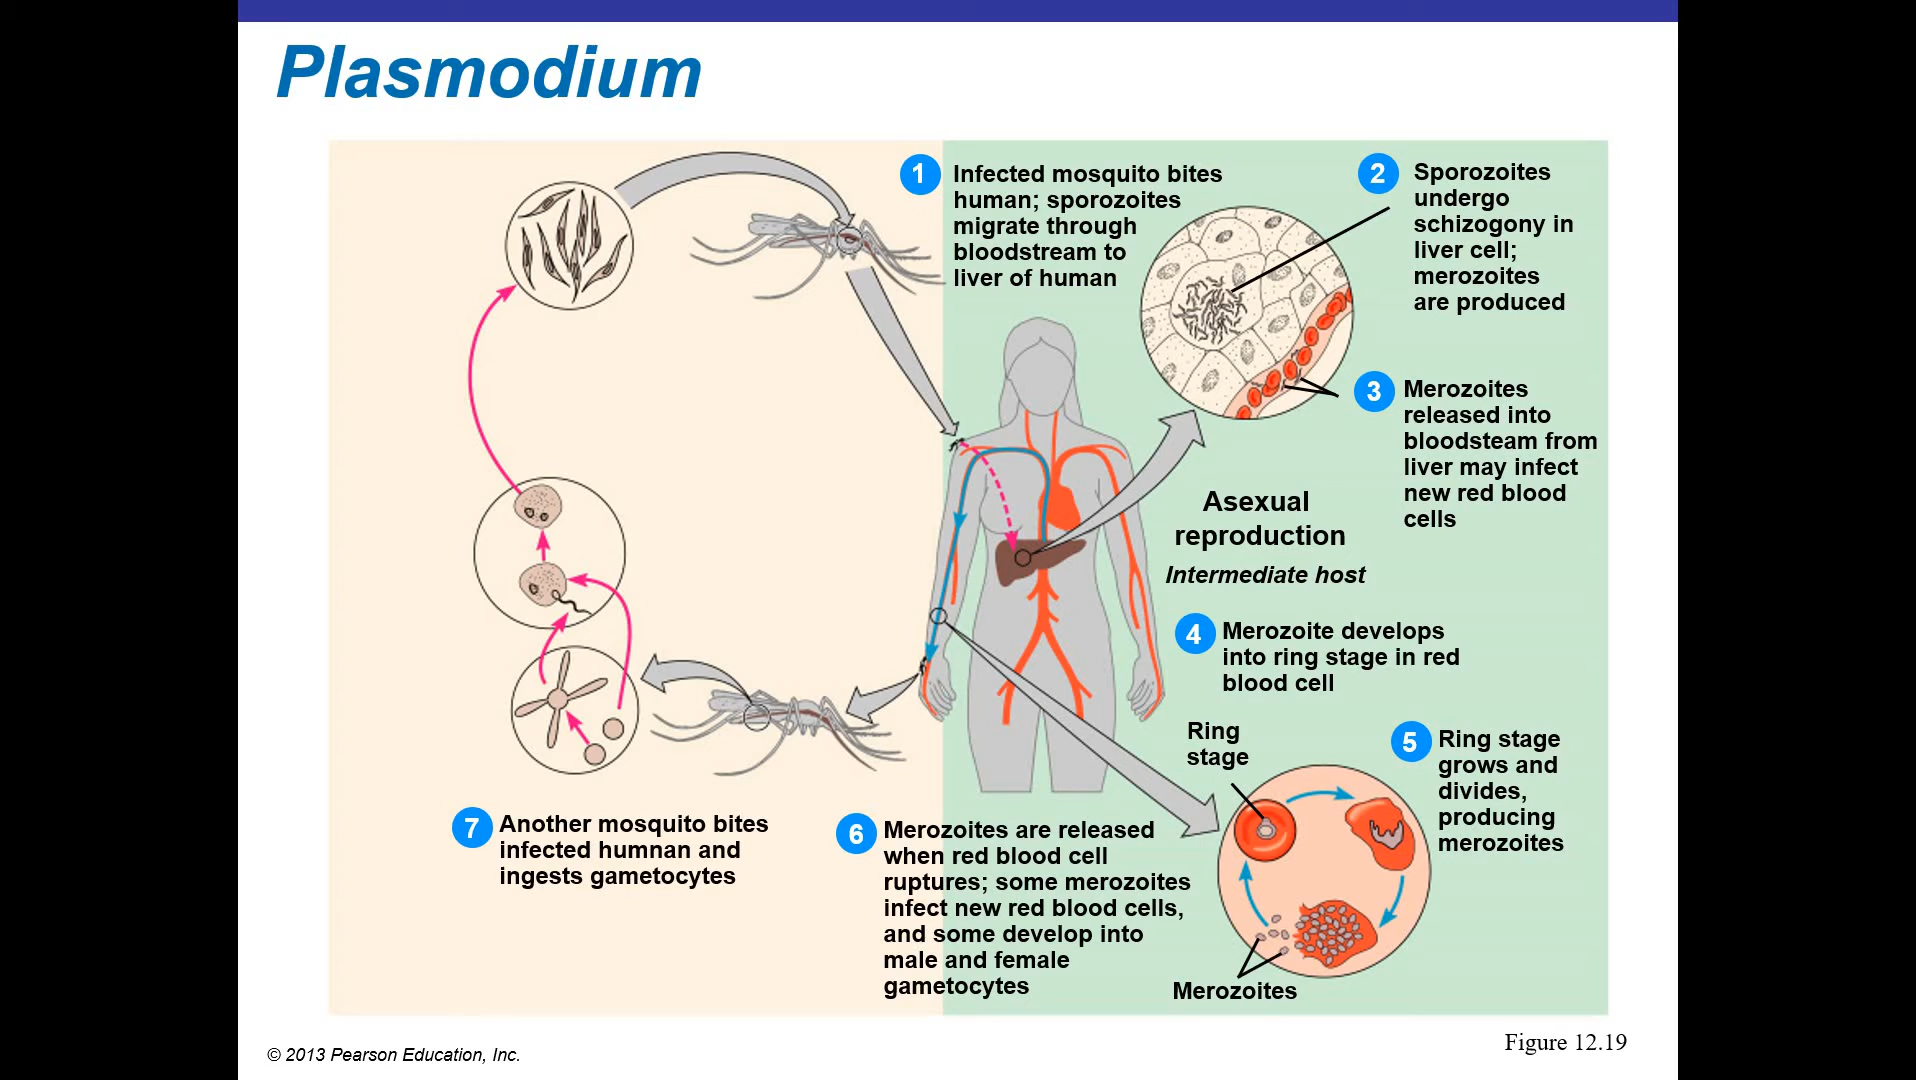 Plasmodium
1
Infected mosquito bites
human; sporozoites
migrate through
bloodstream to
liver of human
2
Sporozoites
undergo
schizogony in
liver cell;
merozoites
are produced
3
Merozoites
released into
bloodsteam from
liver may infect
new red blood
cells
Asexual
reproduction
Intermediate host
4
Merozoite develops
into ring stage in red
blood cell
Ring
stage
5
Ring stage
grows and
divides,
producing
merozoites
Merozoites
6
Merozoites are released
when red blood cell
ruptures; some merozoites
infect new red blood cells,
and some develop into
male and female
gametocytes
7
Another mosquito bites
infected humnan and
ingests gametocytes
© 2013 Pearson Education, Inc.
Figure 12.19